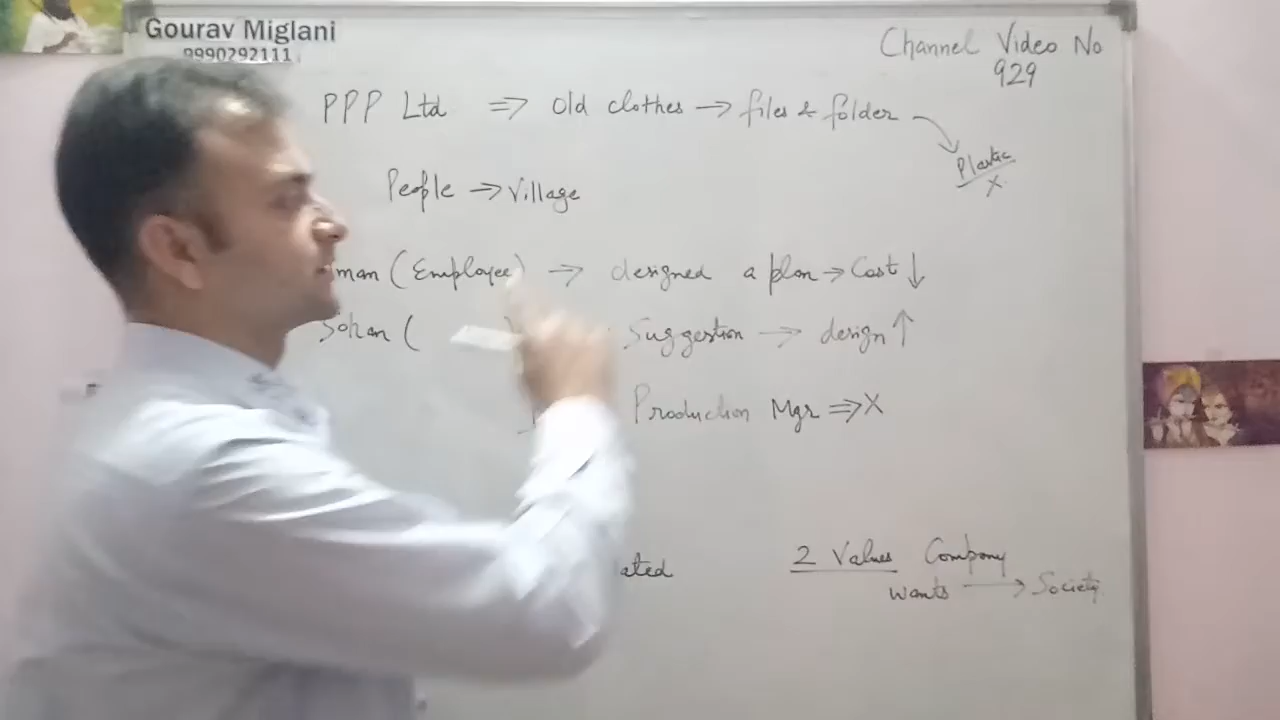 Gourav Miglani
9990292111
Channel Video No
929
PPP Ltd ⇒ Old clothes → files & folder
Plastic
X
People → Village
man (Employee) → designed a plan → Cost ↓
Sohan ( Suggestion → design ↑
Production Mgr ⇒ X
ated
2 Values Company
wants → Society